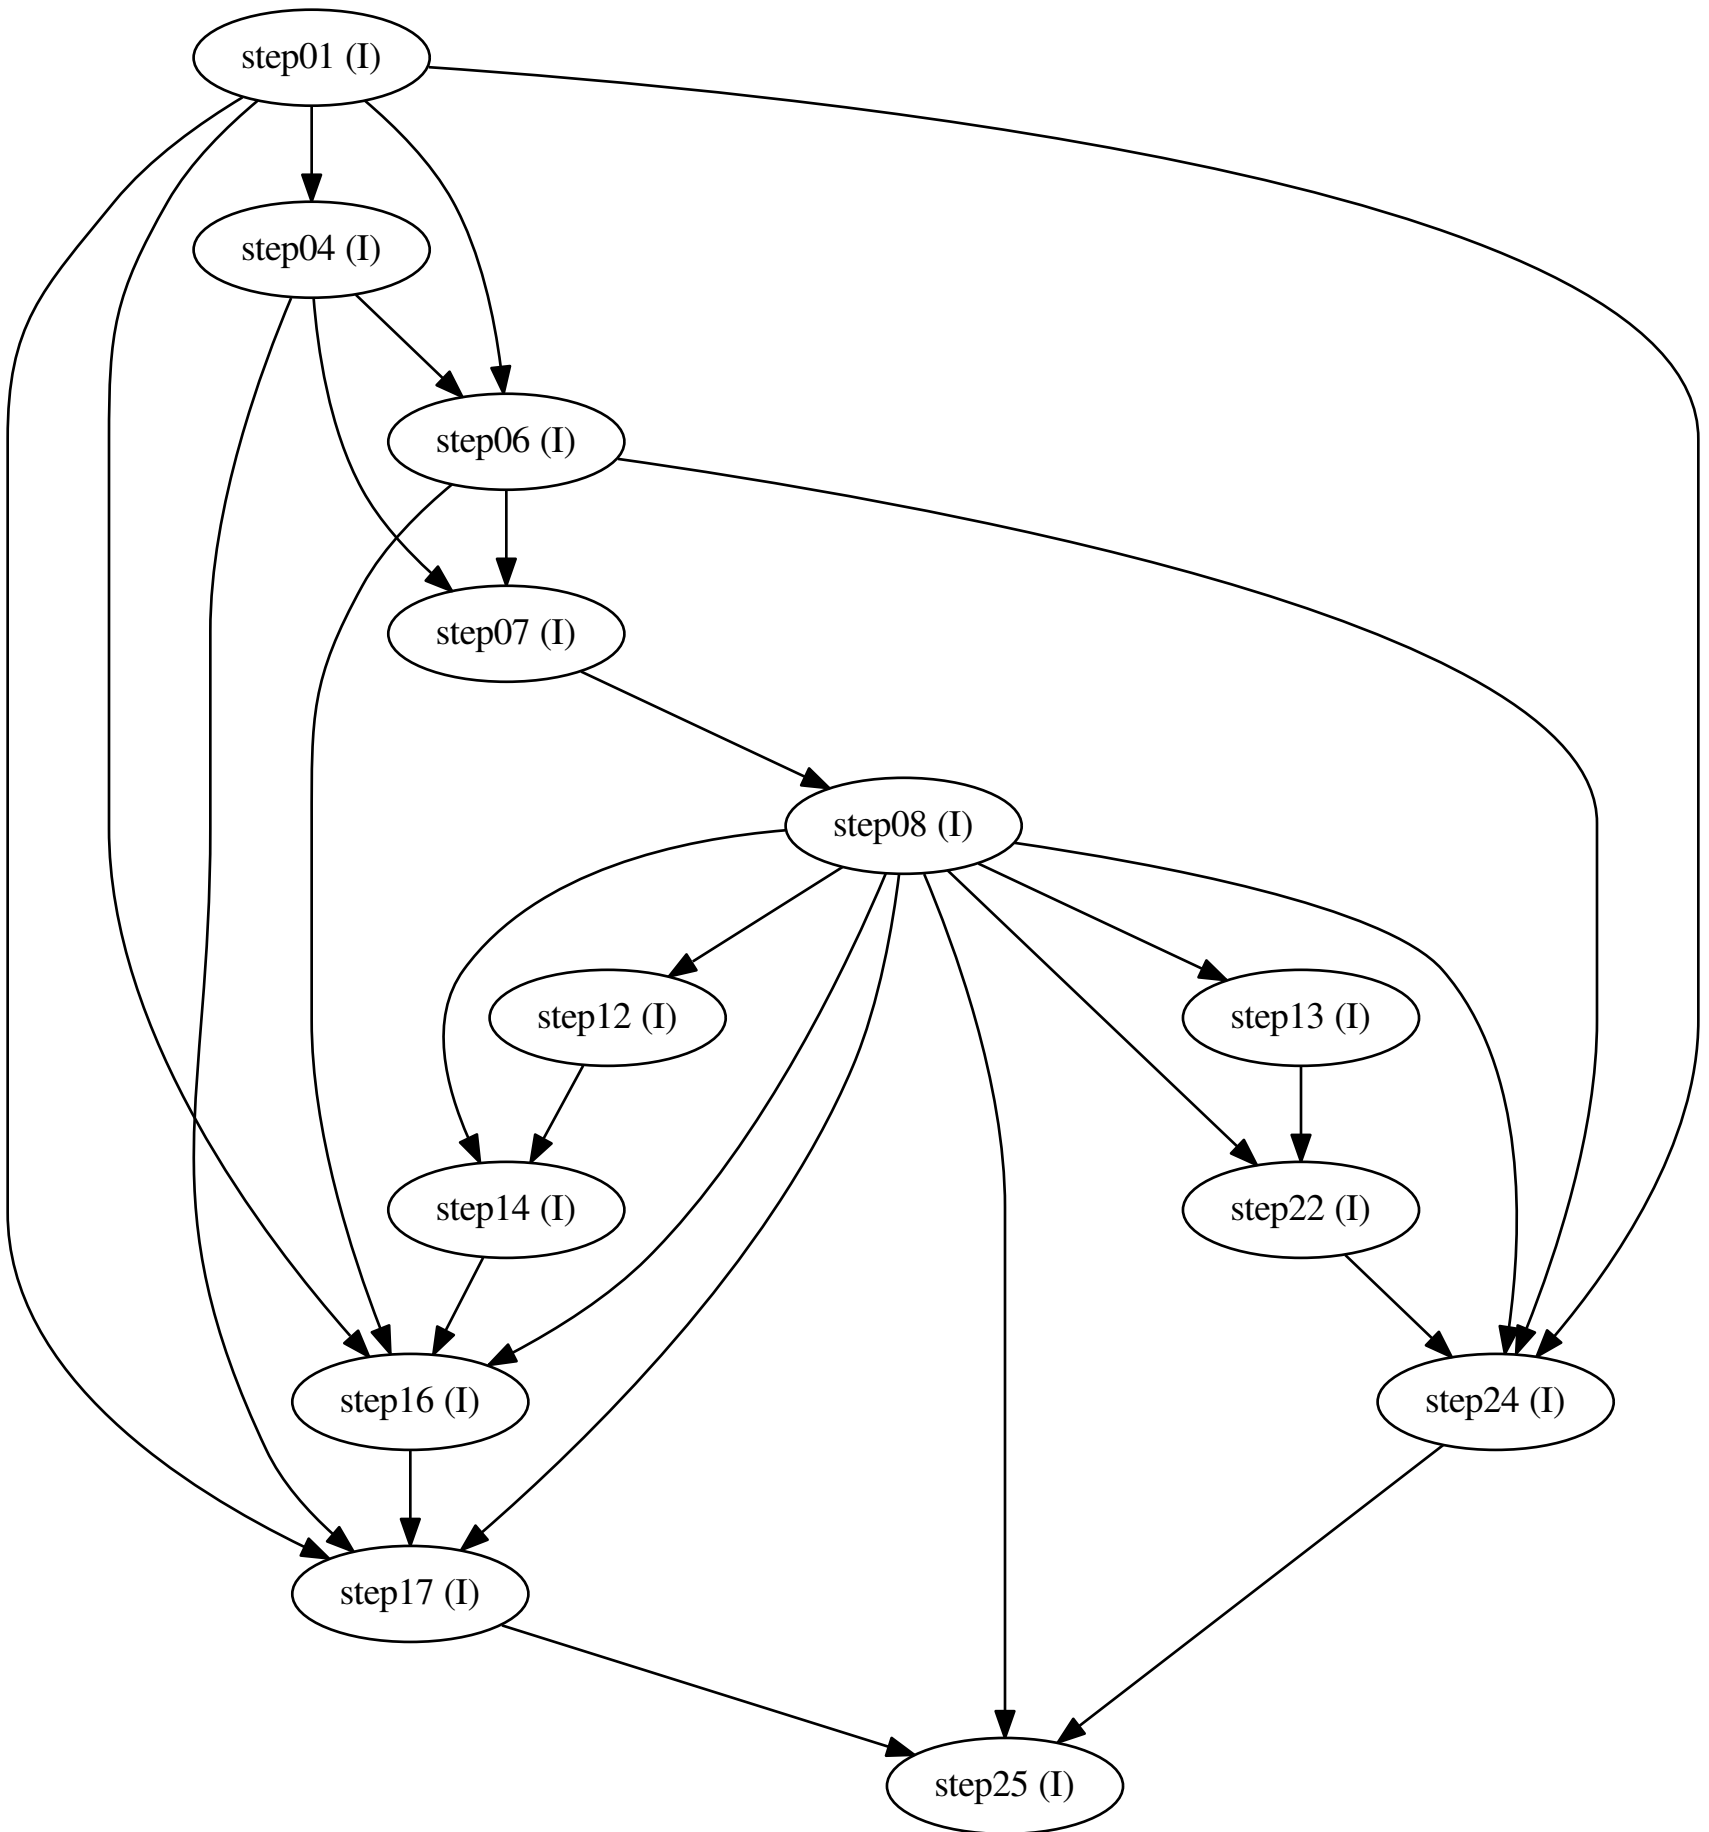 step01 (I)
step04 (I)
step06 (I)
step07 (I)
step08 (I)
step12 (I)
step13 (I)
step14 (I)
step22 (I)
step16 (I)
step24 (I)
step17 (I)
step25 (I)